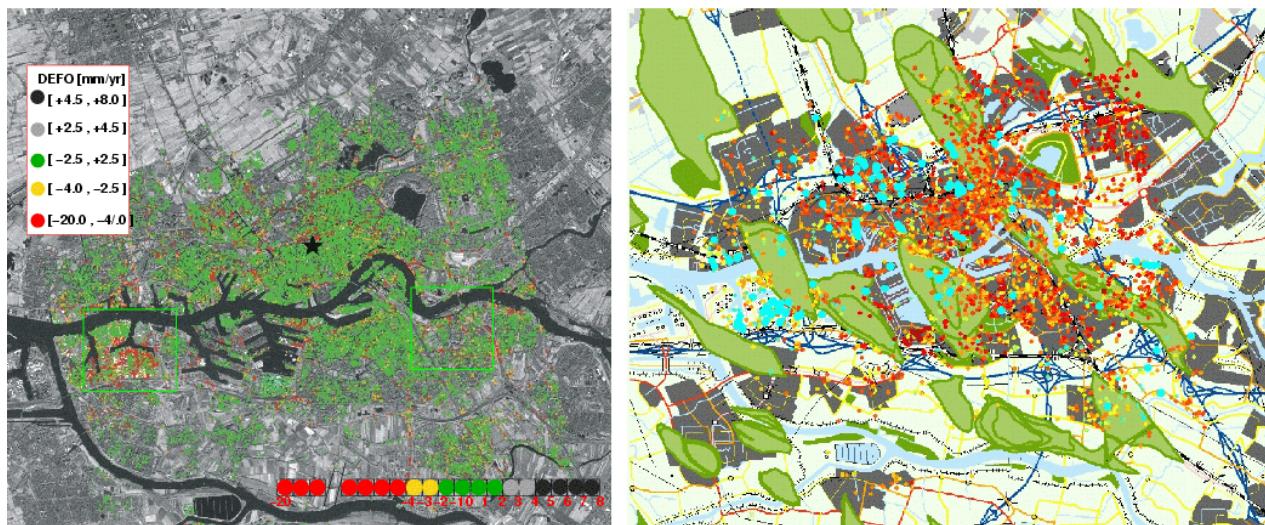 DEFO [mm/yr]
[ +4.5 , +8.0 ]
[ +2.5 , +4.5 ]
[ −2.5 , +2.5 ]
[ −4.0 , −2.5 ]
[ −20.0 , −4/.0 ]
-20 -4 -3 -2 -1 0 1 2 3 4 5 6 7 8